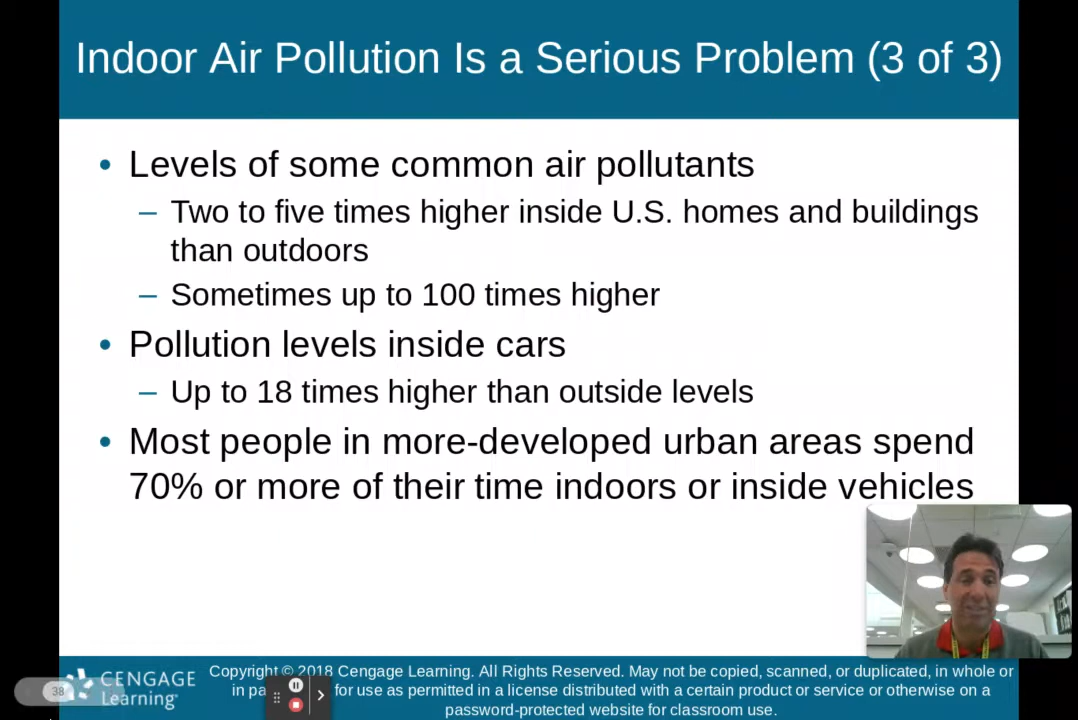 Indoor Air Pollution Is a Serious Problem (3 of 3)
• Levels of some common air pollutants
– Two to five times higher inside U.S. homes and buildings
than outdoors
– Sometimes up to 100 times higher
• Pollution levels inside cars
– Up to 18 times higher than outside levels
• Most people in more-developed urban areas spend
70% or more of their time indoors or inside vehicles
38
CENGAGE
Learning
Copyright © 2018 Cengage Learning. All Rights Reserved. May not be copied, scanned, or duplicated, in whole or
in pa for use as permitted in a license distributed with a certain product or service or otherwise on a
password-protected website for classroom use.